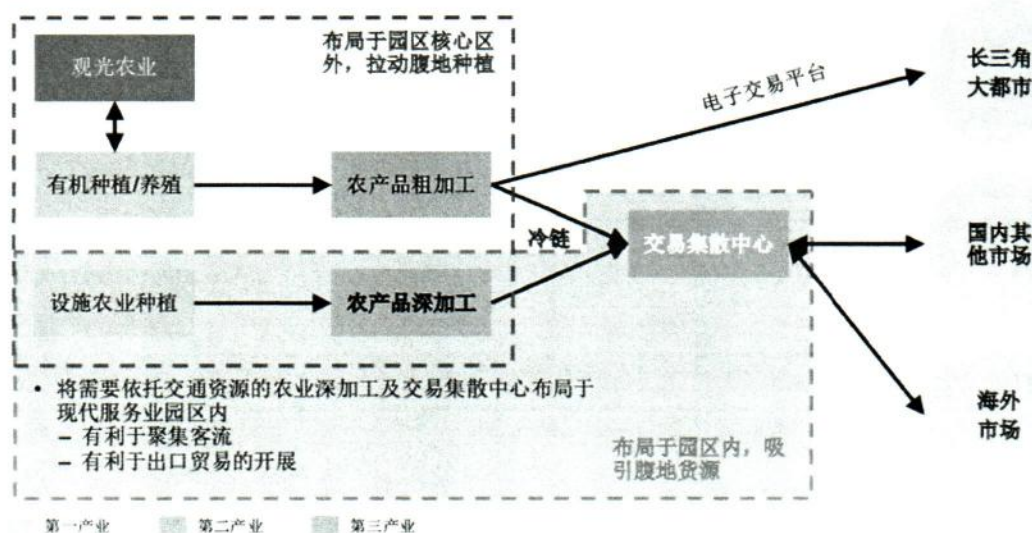 观光农业
布局于园区核心区
外，拉动腹地种植
电子交易平台
长三角
大都市
有机种植/养殖
农产品粗加工
冷链
交易集散中心
国内其
他市场
设施农业种植
农产品深加工
• 将需要依托交通资源的农业深加工及交易集散中心布局于
现代服务业园区内
– 有利于聚集客流
– 有利于出口贸易的开展
布局于园区内，吸
引腹地货源
海外
市场
第一产业
第二产业
第三产业